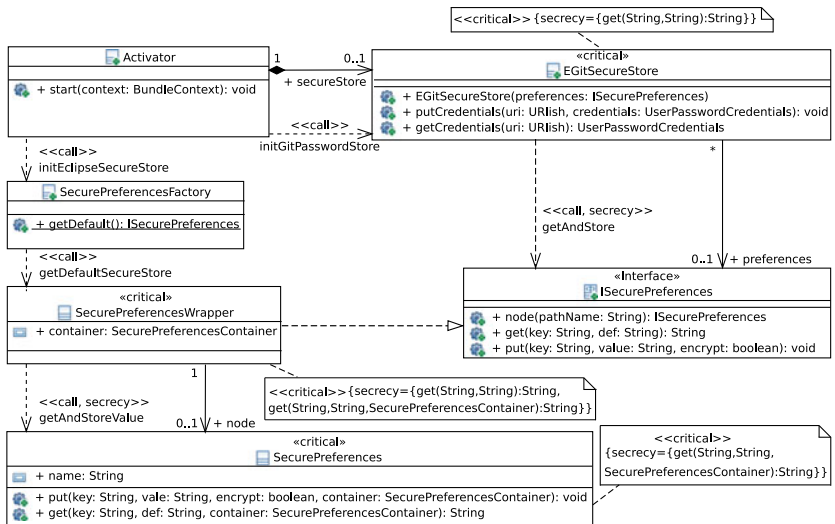 <<critical>> {secrecy={get(String,String):String}}
Activator
+ start(context: BundleContext): void
1
0..1
+ secureStore
<<call>>
initGitPasswordStore
«critical»
EGitSecureStore
+ EGitSecureStore(preferences: ISecurePreferences)
+ putCredentials(uri: URIish, credentials: UserPasswordCredentials): void
+ getCredentials(uri: URIish): UserPasswordCredentials
<<call>>
initEclipseSecureStore
SecurePreferencesFactory
+ getDefault(): ISecurePreferences
<<call>>
getDefaultSecureStore
*
<<call, secrecy>>
getAndStore
0..1
+ preferences
«critical»
SecurePreferencesWrapper
+ container: SecurePreferencesContainer
«Interface»
ISecurePreferences
+ node(pathName: String): ISecurePreferences
+ get(key: String, def: String): String
+ put(key: String, value: String, encrypt: boolean): void
1
<<call, secrecy>>
getAndStoreValue
0..1
+ node
<<critical>> {secrecy={get(String,String):String,
get(String,String,SecurePreferencesContainer):String}}
«critical»
SecurePreferences
+ name: String
+ put(key: String, vale: String, encrypt: boolean, container: SecurePreferencesContainer): void
+ get(key: String, def: String, container: SecurePreferencesContainer): String
<<critical>>
{secrecy={get(String,String,
SecurePreferencesContainer):String}}